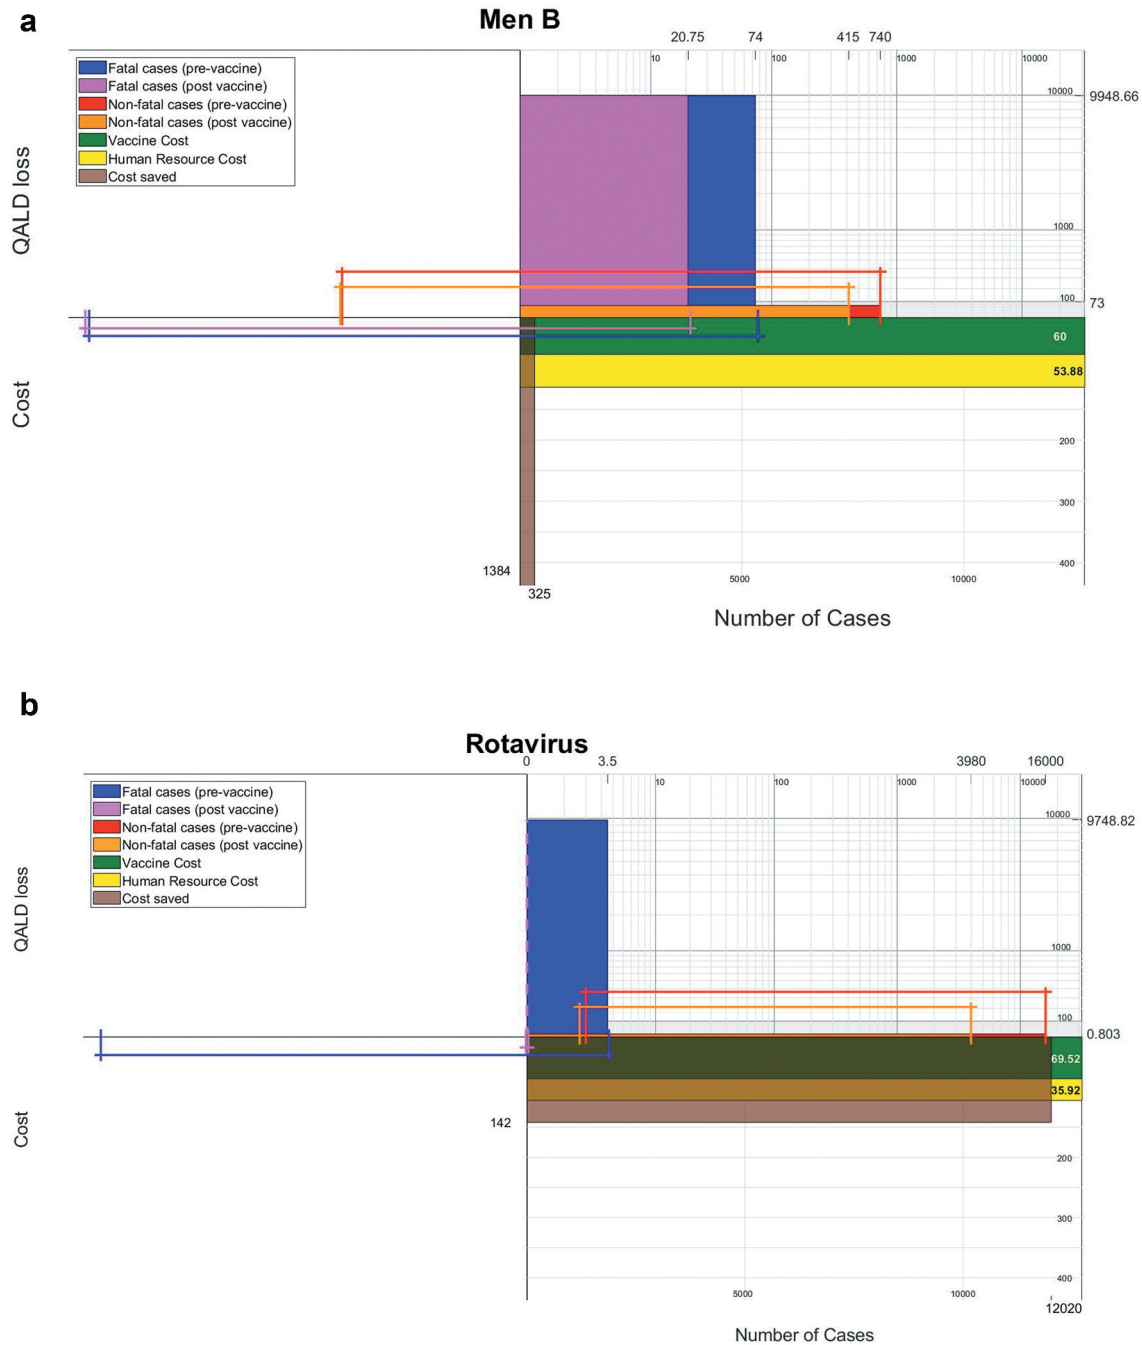 a
Men B
20.75 74 415 740
10 100 1000 10000
Fatal cases (pre-vaccine)
Fatal cases (post vaccine)
Non-fatal cases (pre-vaccine)
Non-fatal cases (post vaccine)
Vaccine Cost
Human Resource Cost
Cost saved
QALD loss
10000 9948.66
1000
100 73
Cost
60
53.88
200
300
400
1384
325
5000 10000
Number of Cases
b
Rotavirus
0 3.5 3980 16000
10 100 1000 10000
Fatal cases (pre-vaccine)
Fatal cases (post vaccine)
Non-fatal cases (pre-vaccine)
Non-fatal cases (post vaccine)
Vaccine Cost
Human Resource Cost
Cost saved
QALD loss
10000 9748.82
1000
100
0.803
Cost
69.52
35.92
142
200
300
400
5000 10000
12020
Number of Cases